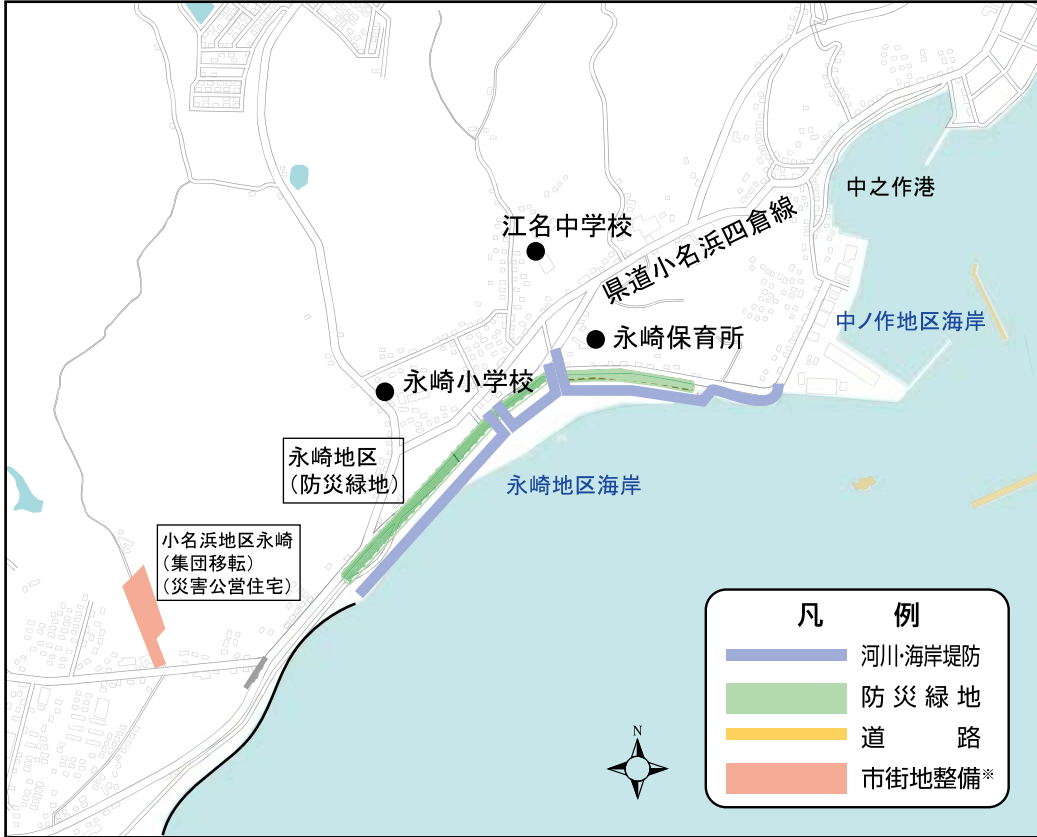 中之作港
江名中学校
県道小名浜四倉線
中ノ作地区海岸
永崎保育所
永崎小学校
永崎地区
（防災緑地）
永崎地区海岸
小名浜地区永崎
（集団移転）
（災害公営住宅）
凡 例
河川・海岸堤防
防災緑地
道 路
市街地整備※
N